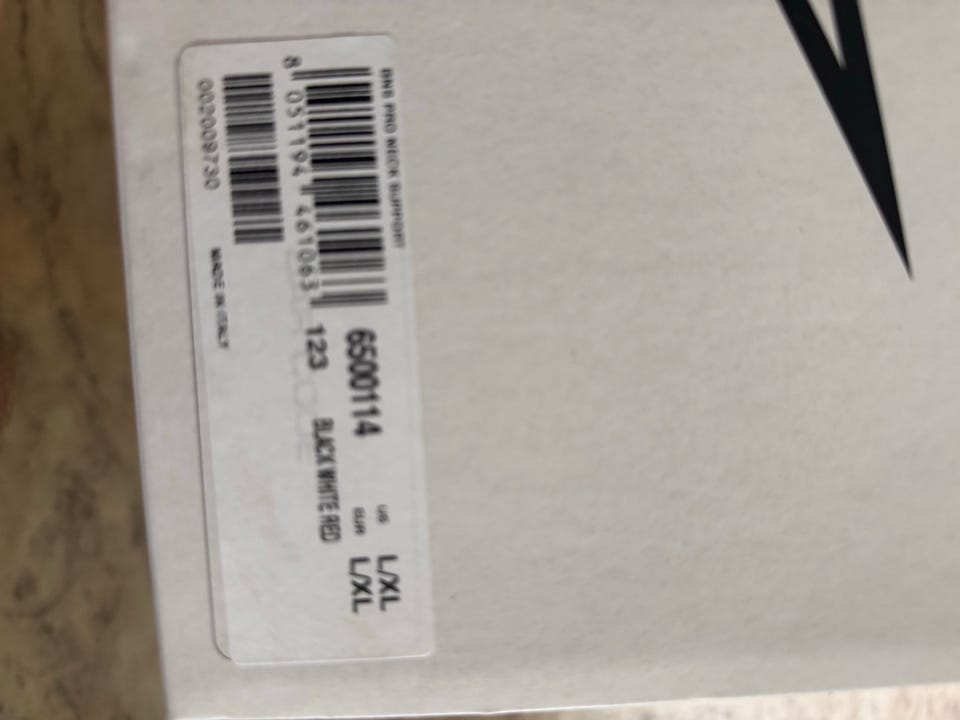 BNS PRO NECK SUPPORT
6500114
US L/XL
EUR L/XL
8 051194 461063
123 BLACK WHITE RED
002009730
MADE IN ITALY